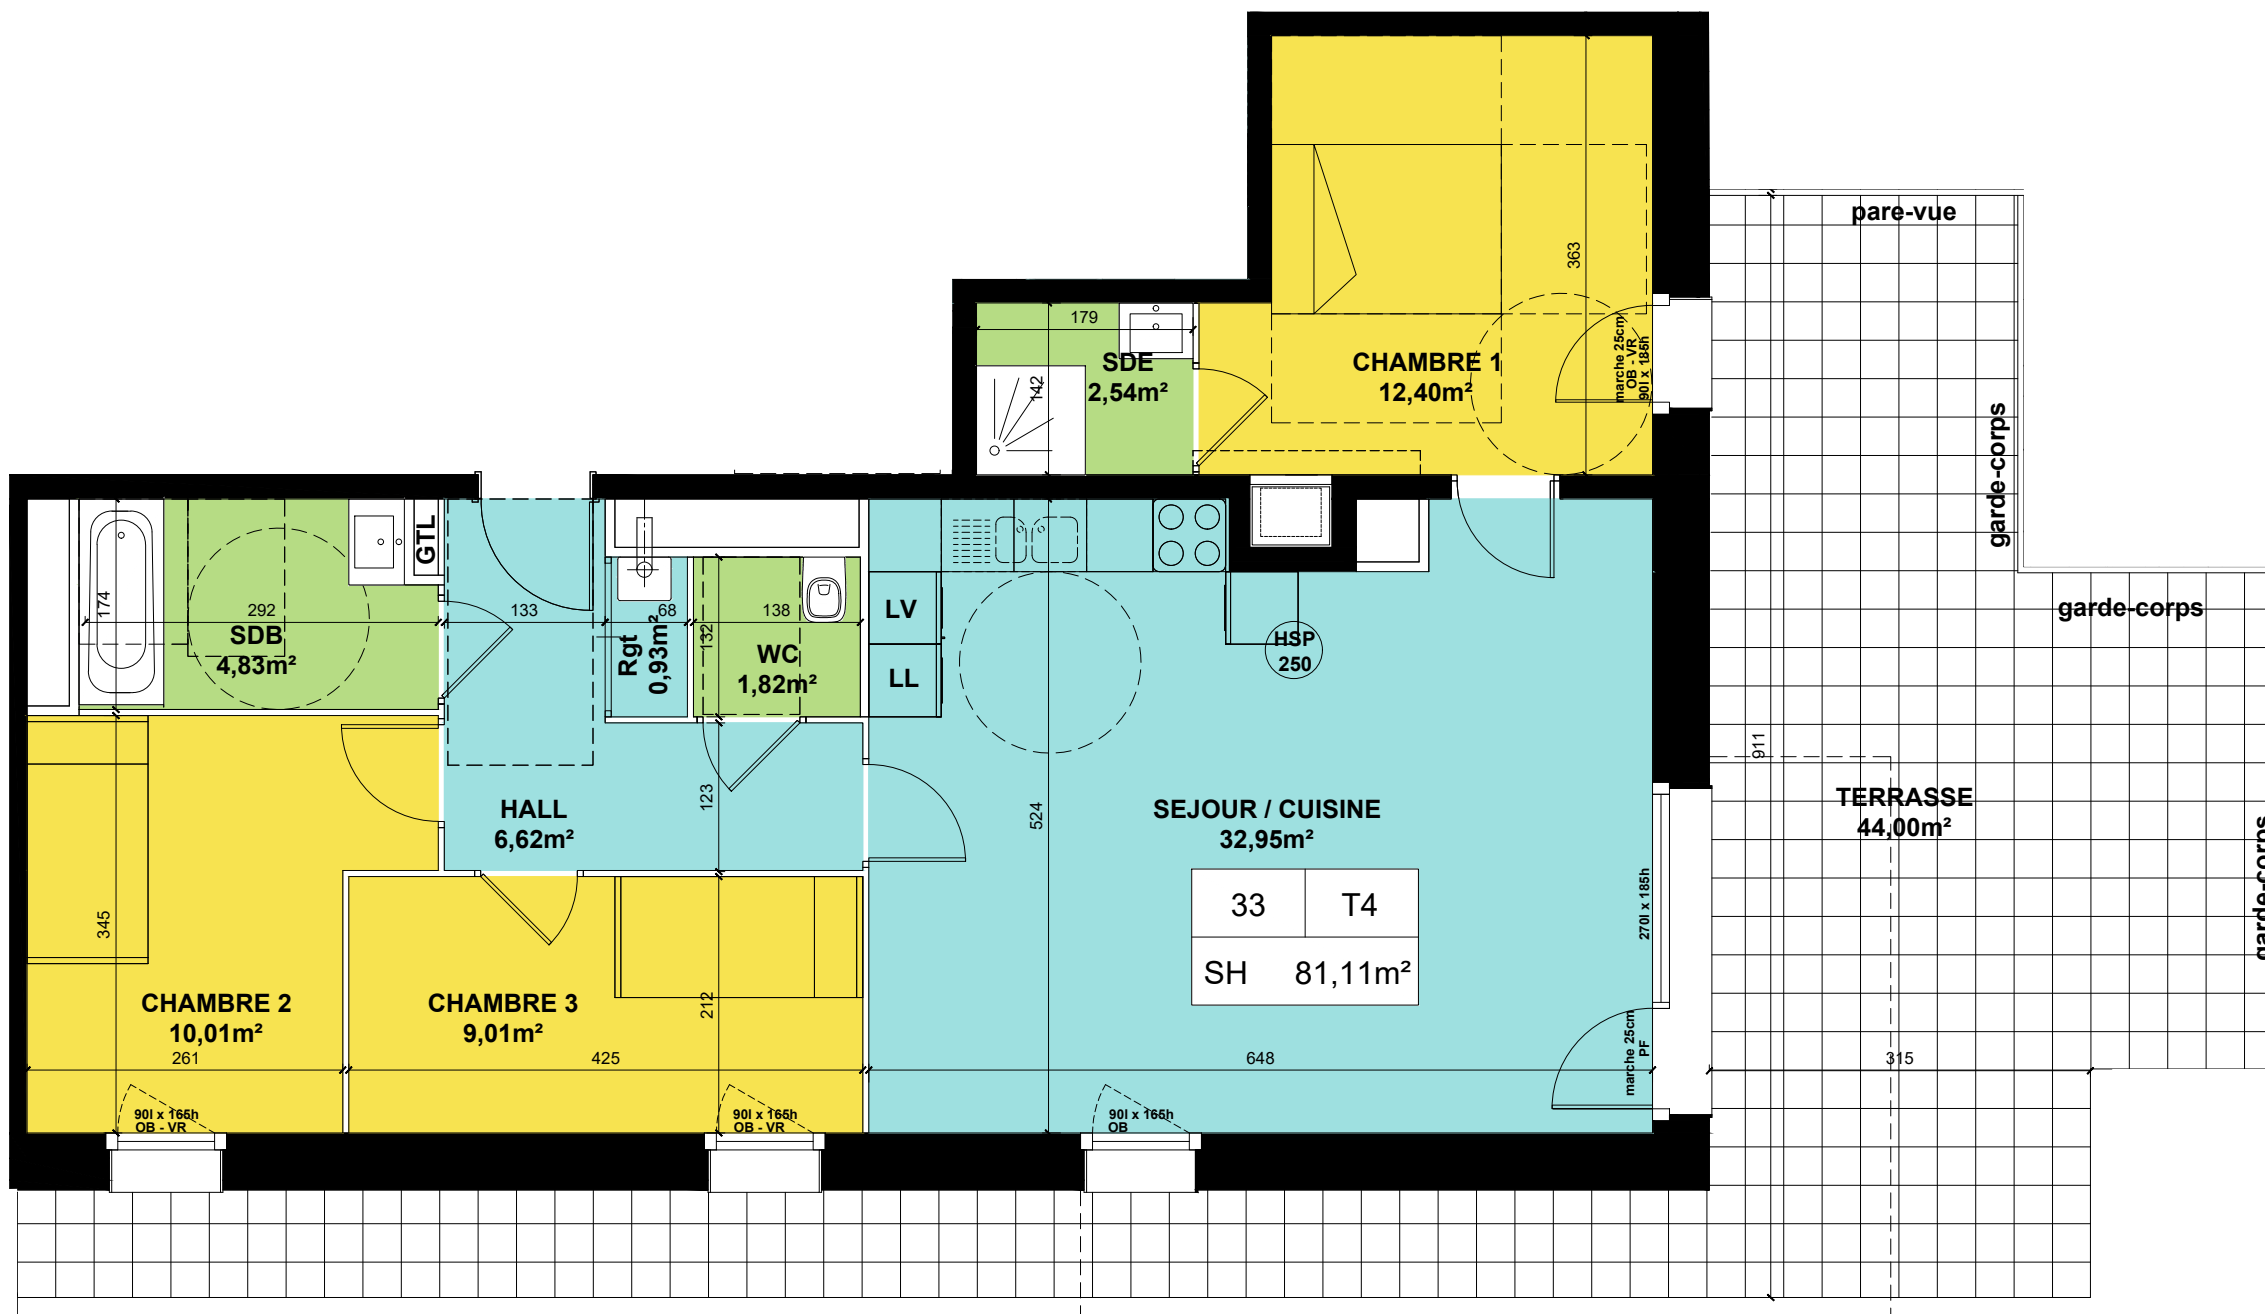 pare-vue
363
179
SDE
2,54m²
142
CHAMBRE 1
12,40m²
marche 25cm
OB - VR
90l x 185h
garde-corps
GTL
174
292
SDB
4,83m²
133
68
Rgt
0,93m²
132
138
WC
1,82m²
LV
LL
HSP
250
garde-corps
911
HALL
6,62m²
123
524
SEJOUR / CUISINE
32,95m²
TERRASSE
44,00m²
garde-corps
33
T4
SH 81,11m²
270l x 185h
345
CHAMBRE 2
10,01m²
261
CHAMBRE 3
9,01m²
212
425
648
marche 25cm
PF
315
90l x 165h
OB - VR
90l x 165h
OB - VR
90l x 165h
OB